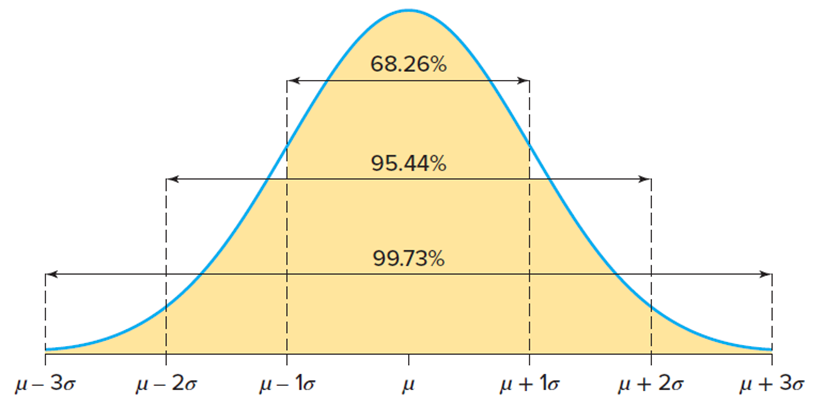 68.26%
95.44%
99.73%
μ – 3σ μ – 2σ μ – 1σ μ μ + 1σ μ + 2σ μ + 3σ